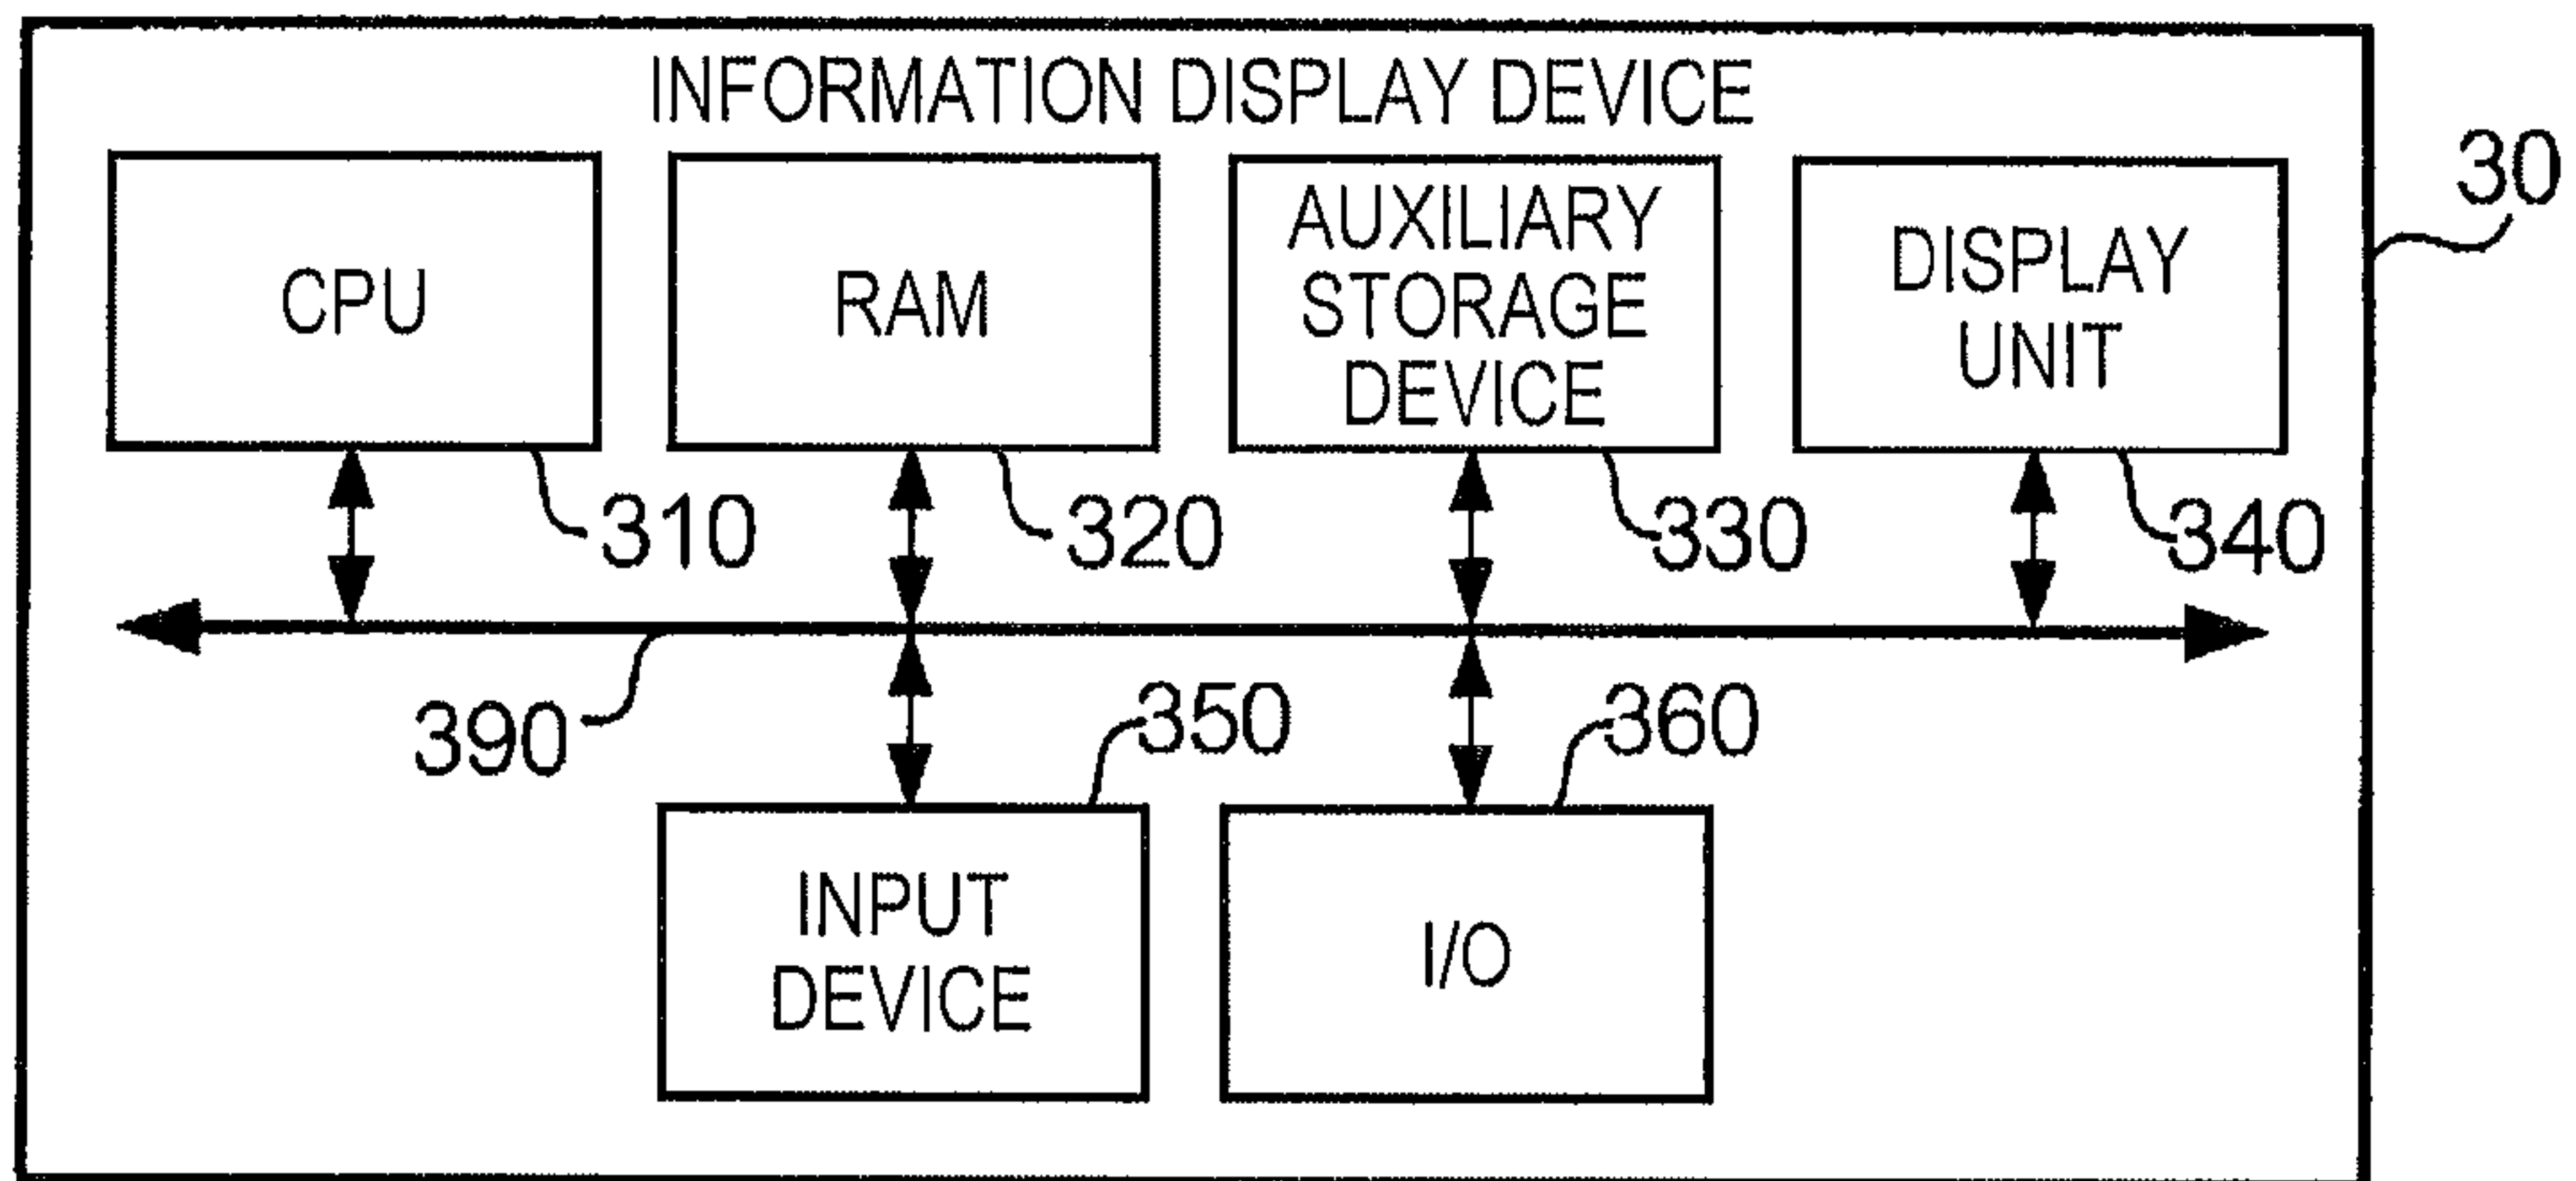 INFORMATION DISPLAY DEVICE
30
CPU
RAM
AUXILIARY
STORAGE
DEVICE
DISPLAY
UNIT
310
320
330
340
390
350
360
INPUT
DEVICE
I/O